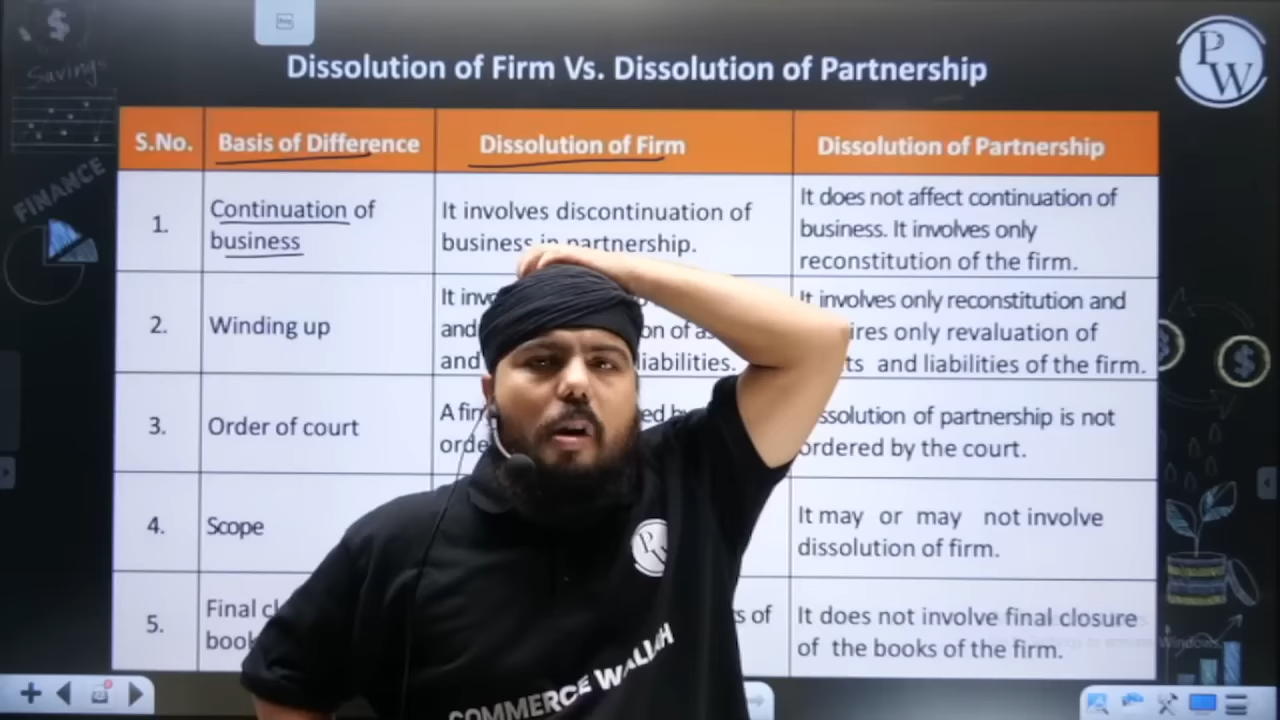 Savings
FINANCE
Dissolution of Firm Vs. Dissolution of Partnership
PW
S.No. Basis of Difference Dissolution of Firm Dissolution of Partnership
1. Continuation of business
It involves discontinuation of
business in partnership.
It does not affect continuation of
business. It involves only
reconstitution of the firm.
2. Winding up
and
and
liabilities.
It involves only reconstitution and
only revaluation of
and liabilities of the firm.
3. Order of court
A
of partnership is not
ordered by the court.
4. Scope
It may or may not involve
dissolution of firm.
5. Final
of
It does not involve final closure
of the books of the firm.
PW
COMMERCE WALLAH